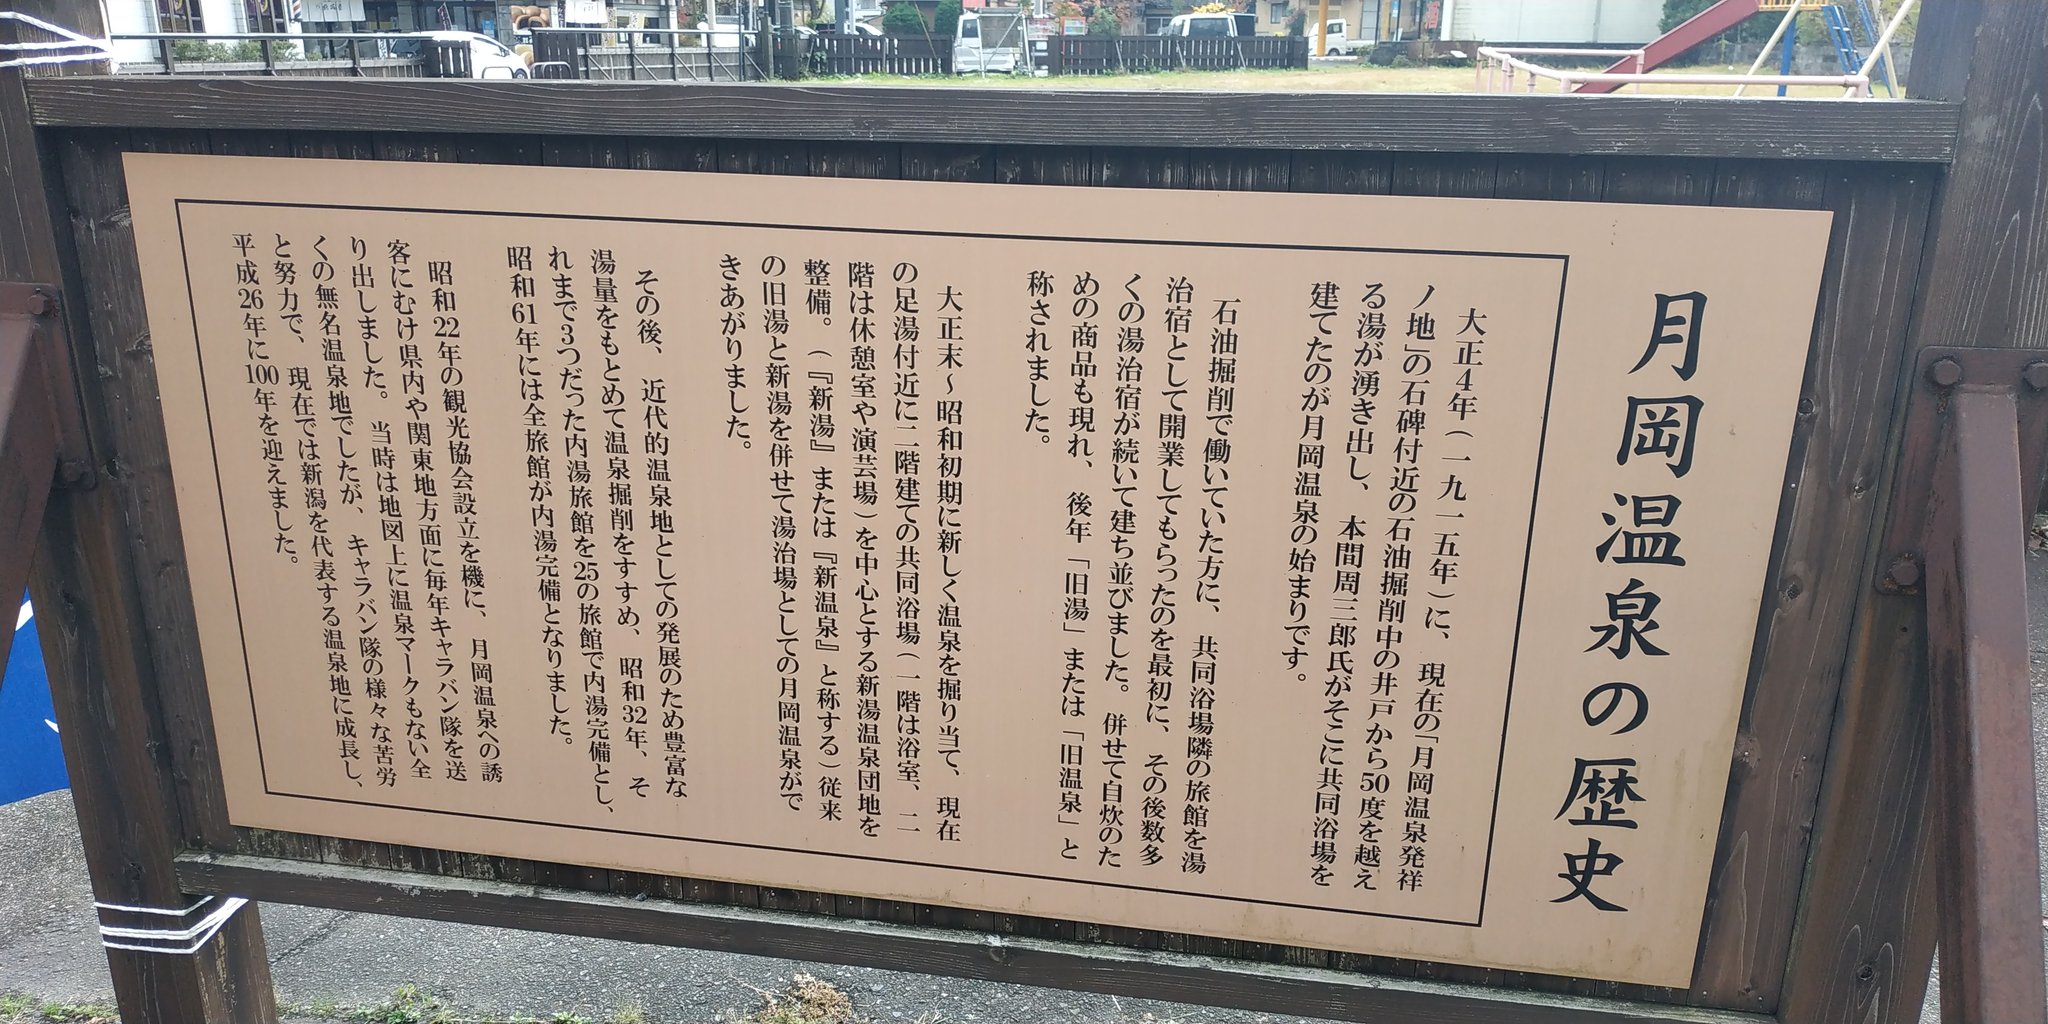 月岡温泉の歴史
大正4年（一九一五年）に、現在の「月岡温泉発祥
ノ地」の石碑付近の石油掘削中の井戸から50度を越え
る湯が湧き出し、本間周三郎氏がそこに共同浴場を
建てたのが月岡温泉の始まりです。
石油掘削で働いていた方に、共同浴場隣の旅館を湯
治宿として開業してもらったのを最初に、その後数多
くの湯治宿が続いて建ち並びました。併せて自炊のた
めの商品も現れ、後年「旧湯」または「旧温泉」と
称されました。
大正末～昭和初期に新しく温泉を掘り当て、現在
の足湯付近に二階建ての共同浴場（一階は浴室、二
階は休憩室や演芸場）を中心とする新湯温泉団地を
整備。（『新湯』または『新温泉』と称する）従来
の旧湯と新湯を併せて湯治場としての月岡温泉がで
きあがりました。
その後、近代的温泉地としての発展のため豊富な
湯量をもとめて温泉掘削をすすめ、昭和32年、そ
れまで3つだった内湯旅館を25の旅館で内湯完備とし、
昭和61年には全旅館が内湯完備となりました。
昭和22年の観光協会設立を機に、月岡温泉への誘
客にむけ県内や関東地方面に毎年キャラバン隊を送
り出しました。当時は地図上に温泉マークもない全
くの無名温泉地でしたが、キャラバン隊の様々な苦労
と努力で、現在では新潟を代表する温泉地に成長し、
平成26年に100年を迎えました。